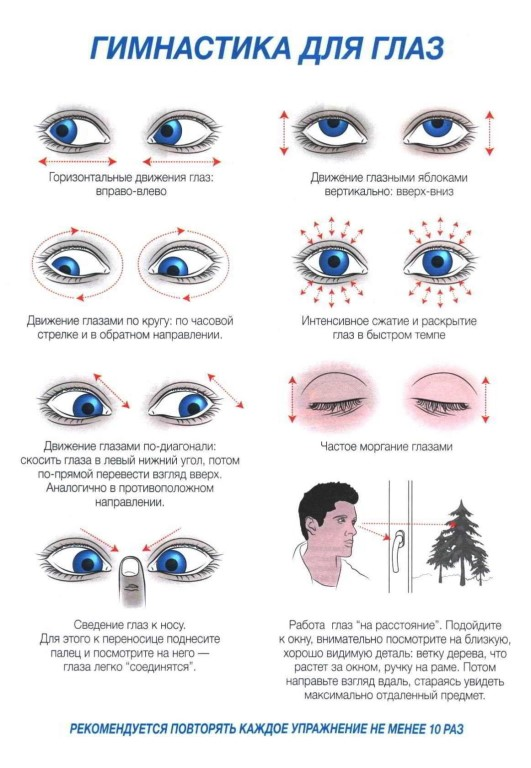 ГИМНАСТИКА ДЛЯ ГЛАЗ
Горизонтальные движения глаз:
вправо-влево
Движение глазными яблоками
вертикально: вверх-вниз
Движение глазами по кругу: по часовой
стрелке и в обратном направлении.
Интенсивное сжатие и раскрытие
глаз в быстром темпе
Движение глазами по-диагонали:
скосить глаза в левый нижний угол, потом
по-прямой перевести взгляд вверх.
Аналогично в противоположном
направлении.
Частое моргание глазами
Сведение глаз к носу.
Для этого к переносице поднесите
палец и посмотрите на него —
глаза легко “соединятся”.
Работа глаз “на расстояние”. Подойдите
к окну, внимательно посмотрите на близкую,
хорошо видимую деталь: ветку дерева, что
растет за окном, ручку на раме. Потом
направьте взгляд вдаль, стараясь увидеть
максимально отдаленный предмет.
РЕКОМЕНДУЕТСЯ ПОВТОРЯТЬ КАЖДОЕ УПРАЖНЕНИЕ НЕ МЕНЕЕ 10 РАЗ